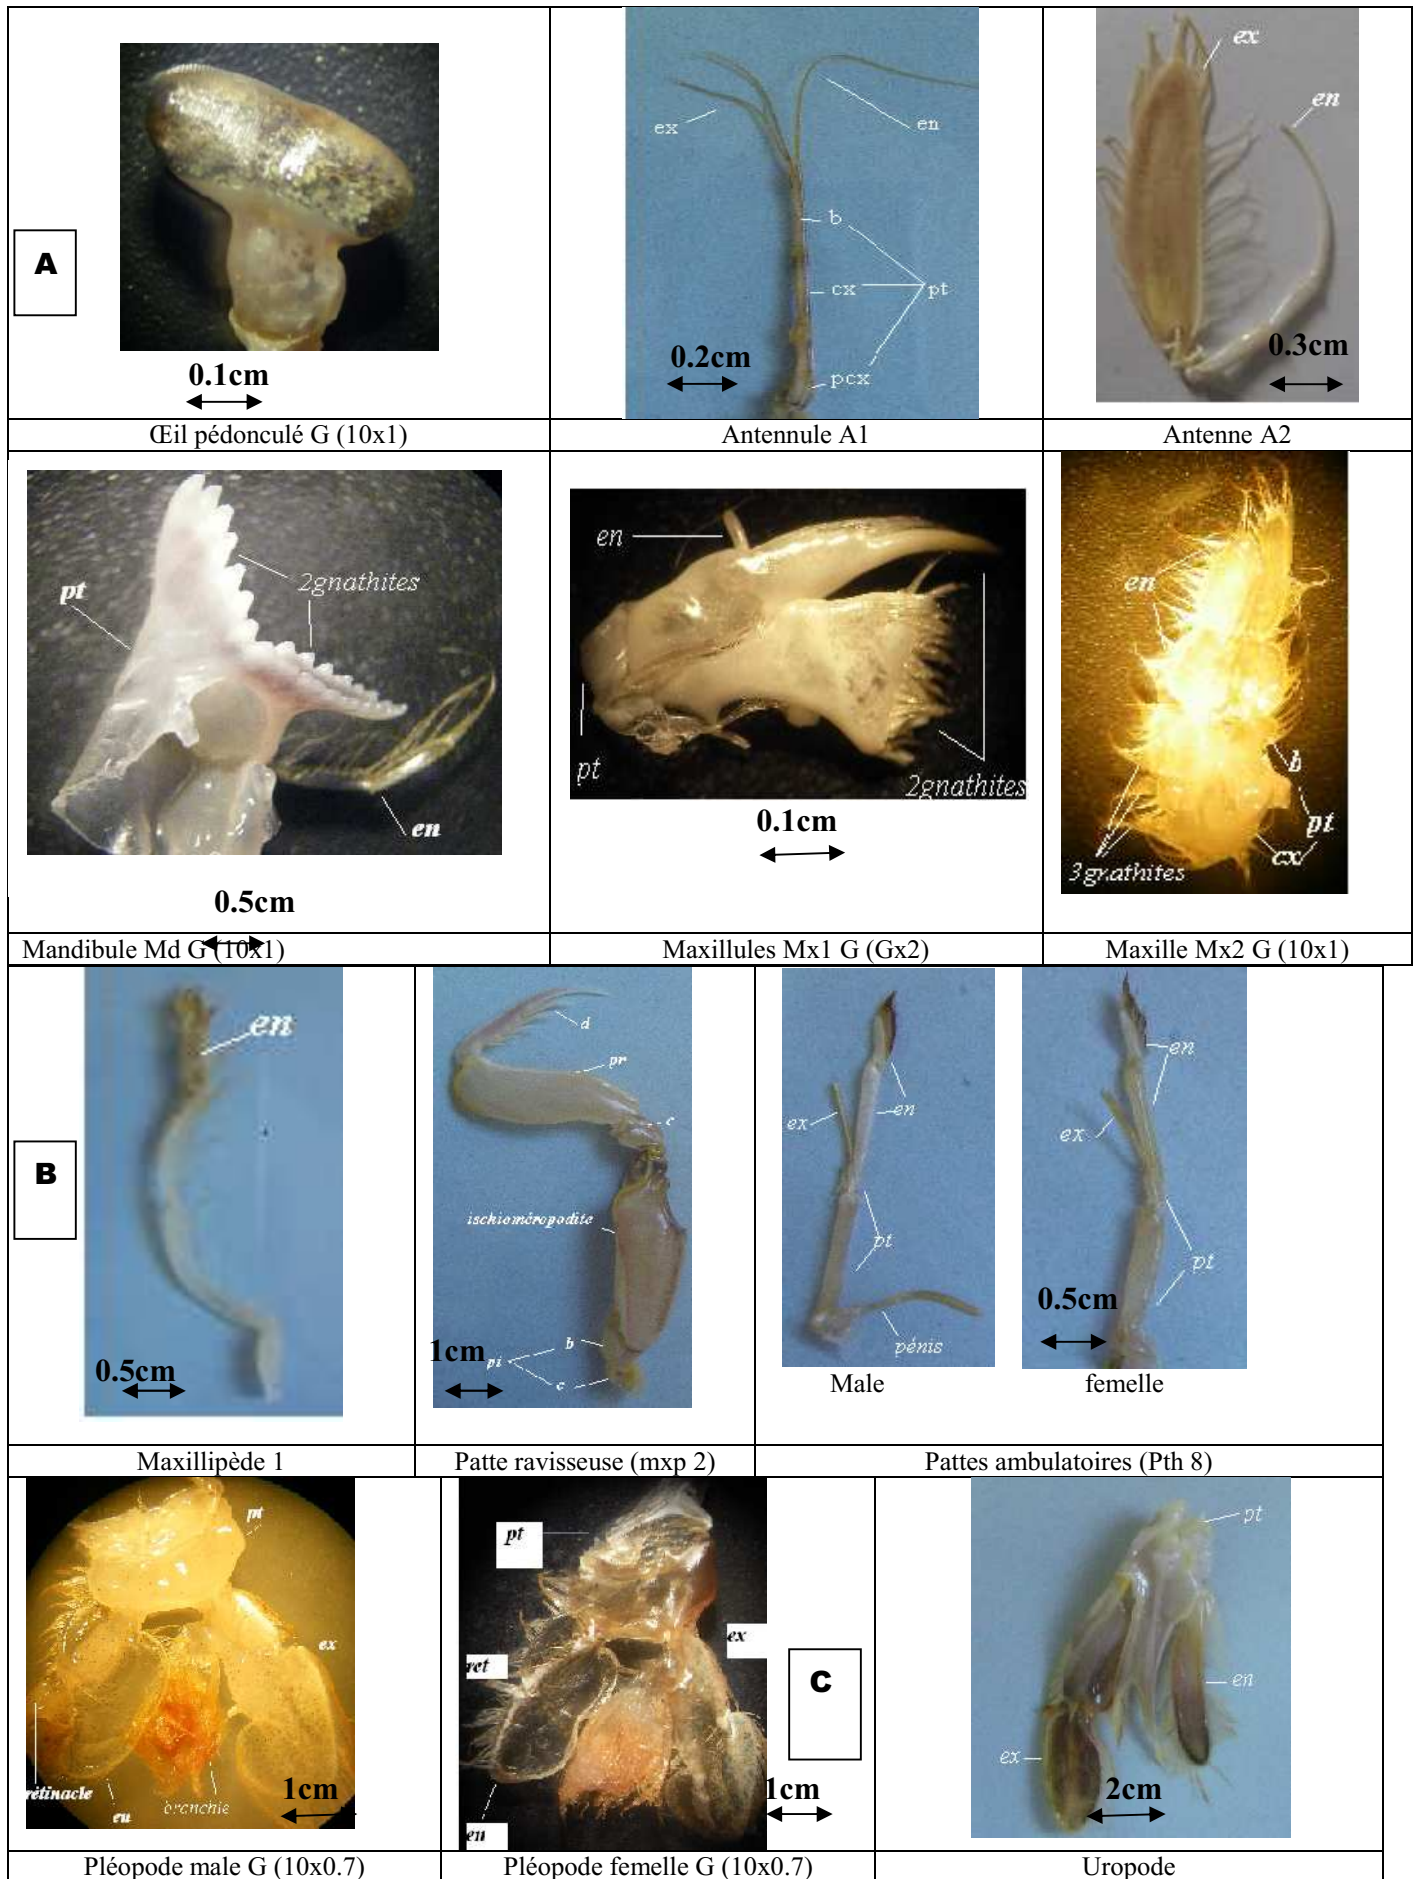 A
0.1cm
ex
en
b
cx
pt
pcx
0.2cm
ex
en
0.3cm
Œil pédonculé G (10x1)
Antennule A1
Antenne A2
pt
2gnathites
en
0.5cm
en
pt
2gnathites
0.1cm
en
b
pt
cx
3gnathites
Mandibule Md G (10x1)
Maxillules Mx1 G (Gx2)
Maxille Mx2 G (10x1)
B
en
0.5cm
d
pr
c
ischioméropodite
b
pi
c
1cm
ex
en
pt
pénis
Male
en
ex
pt
0.5cm
femelle
Maxillipède 1
Patte ravisseuse (mxp 2)
Pattes ambulatoires (Pth 8)
pt
ex
rétinacle
en
branchie
1cm
pt
ex
ret
en
1cm
C
pt
en
ex
2cm
Pléopode male G (10x0.7)
Pléopode femelle G (10x0.7)
Uropode